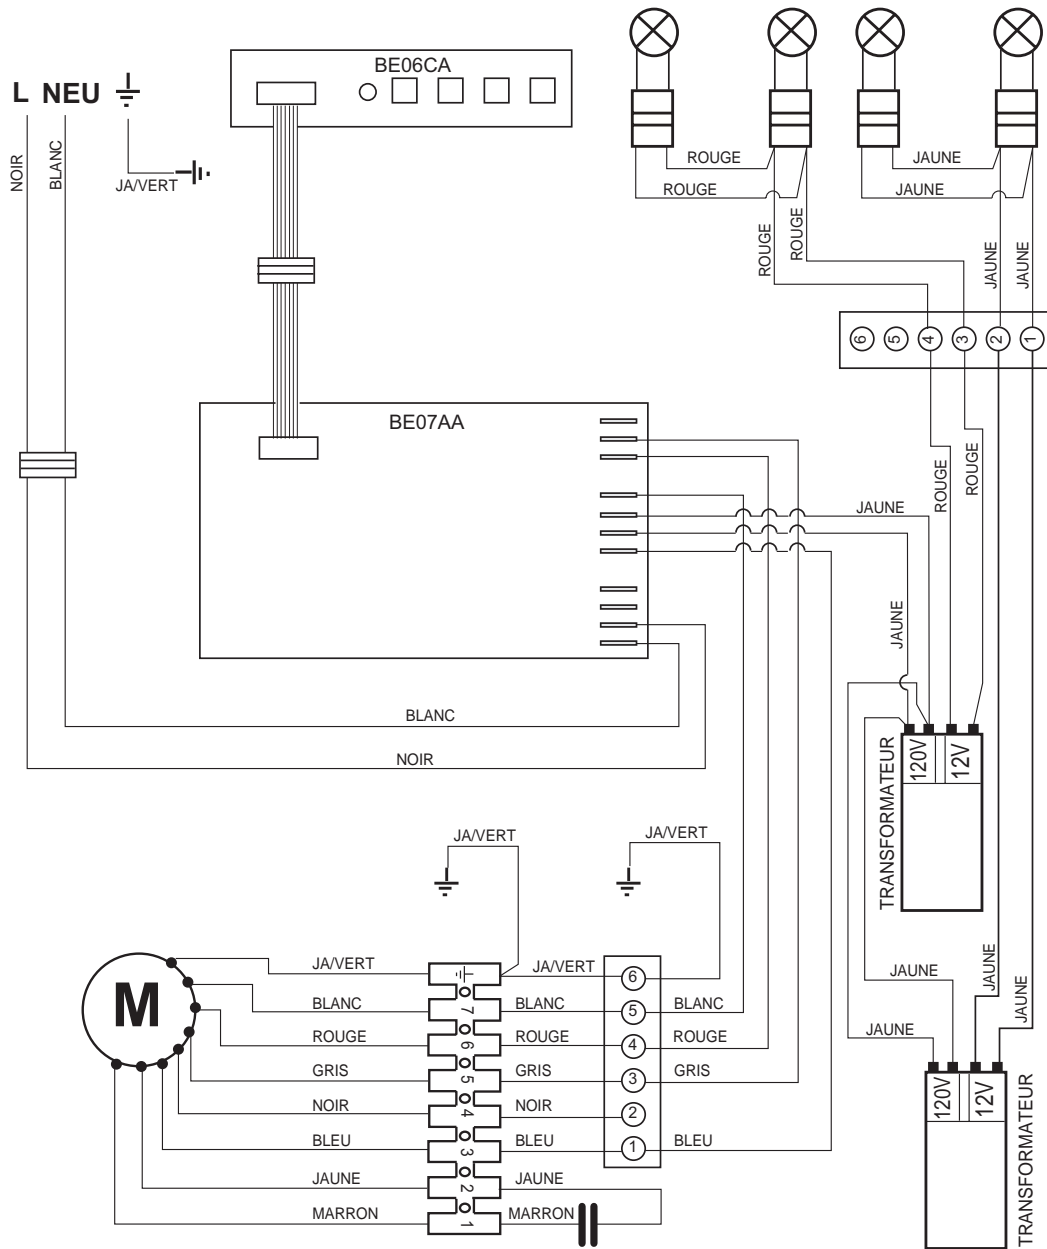 BE06CA
L NEU
NOIR
BLANC
JA/VERT
ROUGE
ROUGE
JAUNE
JAUNE
ROUGE
ROUGE
JAUNE
JAUNE
6 5 4 3 2 1
BE07AA
JAUNE
ROUGE
ROUGE
JAUNE
BLANC
NOIR
TRANSFORMATEUR
120V
12V
JA/VERT
JA/VERT
M
JA/VERT
JA/VERT
6
BLANC
7
BLANC
5
BLANC
ROUGE
6
ROUGE
4
ROUGE
GRIS
5
GRIS
3
GRIS
NOIR
4
NOIR
2
BLEU
3
BLEU
1
BLEU
JAUNE
2
JAUNE
MARRON
1
MARRON
JAUNE
JAUNE
JAUNE
JAUNE
120V
12V
TRANSFORMATEUR